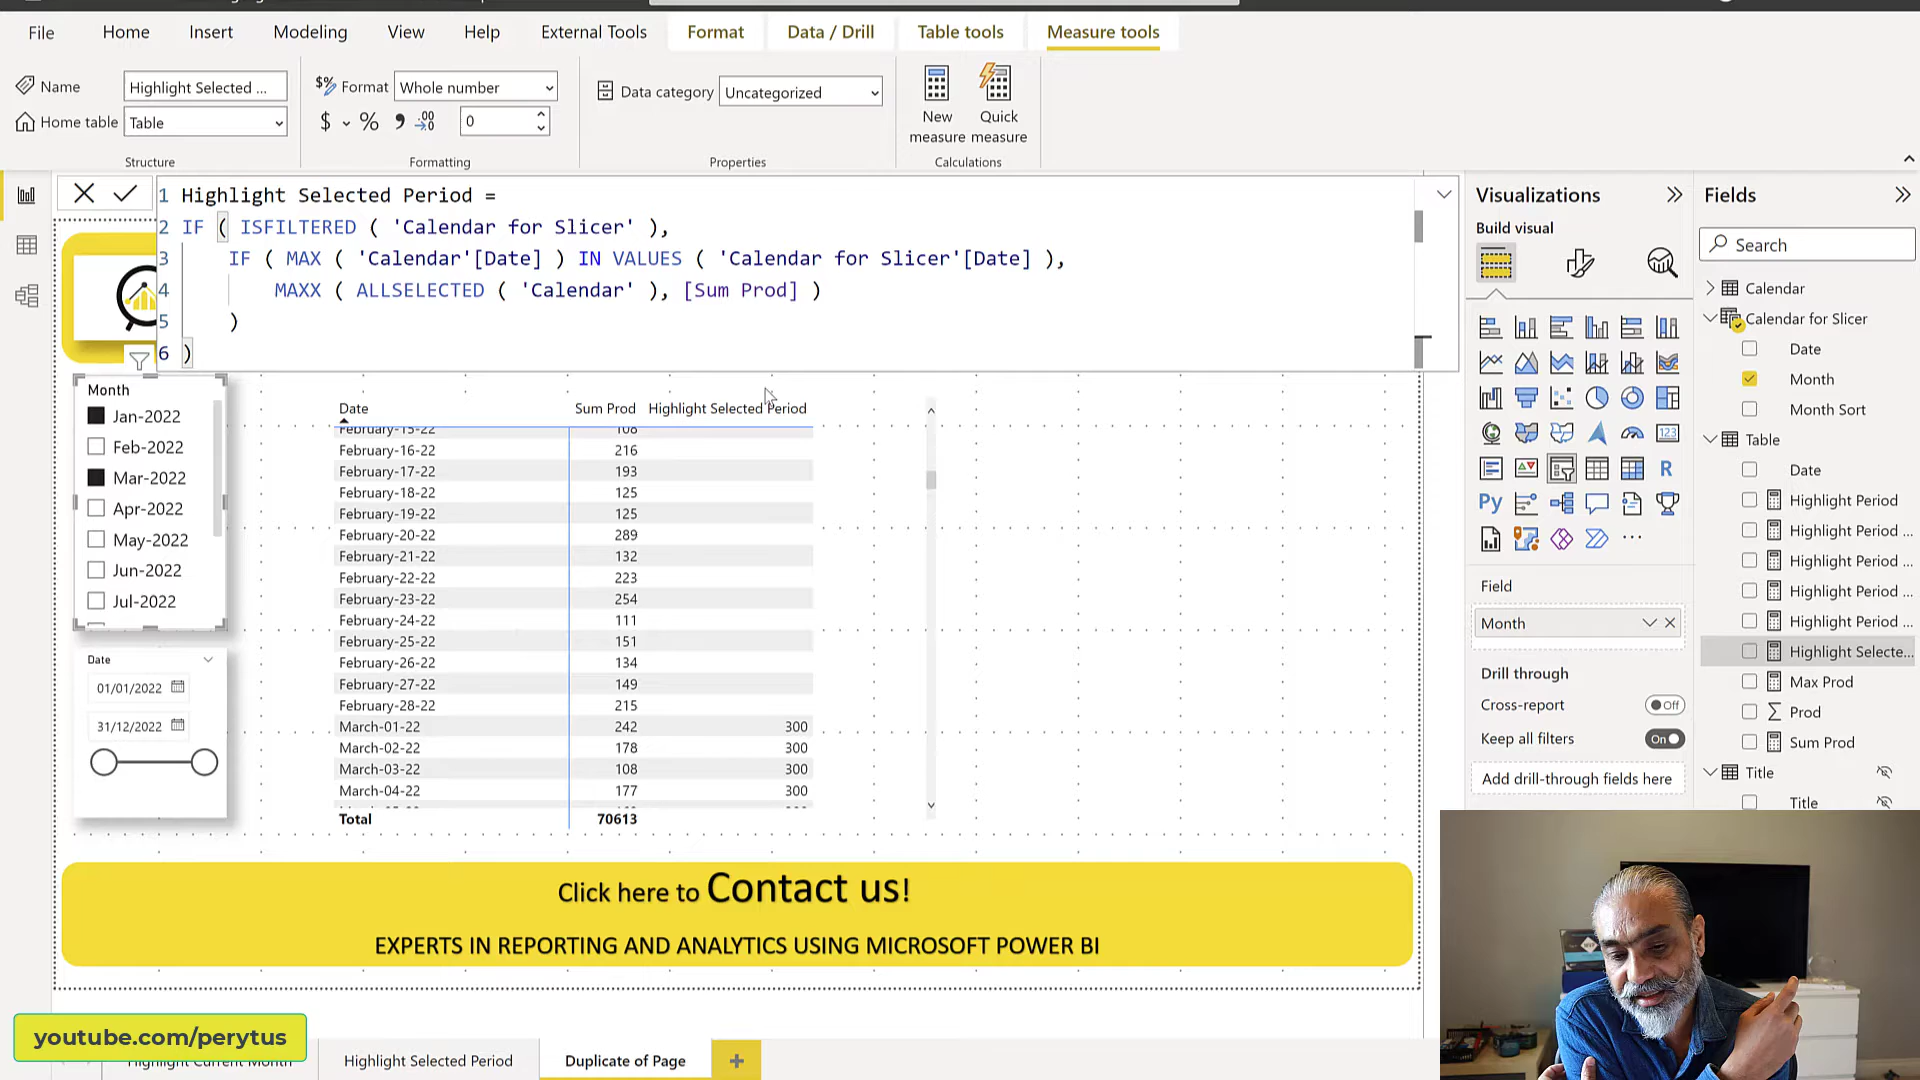 File Home Insert Modeling View Help External Tools Format Data / Drill Table tools Measure tools
Name Highlight Selected ...
Home table Table
Structure
Format Whole number
$ % 9 .00 0
Formatting
Data category Uncategorized
Properties
New measure
Quick measure
Calculations
1 Highlight Selected Period =
2 IF ( ISFILTERED ( 'Calendar for Slicer' ),
3 IF ( MAX ( 'Calendar'[Date] ) IN VALUES ( 'Calendar for Slicer'[Date] ),
4 MAXX ( ALLSELECTED ( 'Calendar' ), [Sum Prod] )
5 )
6 )
Month
Jan-2022
Feb-2022
Mar-2022
Apr-2022
May-2022
Jun-2022
Jul-2022
Date
01/01/2022
31/12/2022
Date Sum Prod Highlight Selected Period
February-15-22 108
February-16-22 216
February-17-22 193
February-18-22 125
February-19-22 125
February-20-22 289
February-21-22 132
February-22-22 223
February-23-22 254
February-24-22 111
February-25-22 151
February-26-22 134
February-27-22 149
February-28-22 215
March-01-22 242 300
March-02-22 178 300
March-03-22 108 300
March-04-22 177 300
Total 70613
Click here to Contact us!
EXPERTS IN REPORTING AND ANALYTICS USING MICROSOFT POWER BI
youtube.com/perytus
Highlight Current Month
Highlight Selected Period
Duplicate of Page
Visualizations
Build visual
123
R
Py
Field
Month
Drill through
Cross-report Off
Keep all filters On
Add drill-through fields here
Fields
Search
Calendar
Calendar for Slicer
Date
Month
Month Sort
Table
Date
Highlight Period
Highlight Period ...
Highlight Period ...
Highlight Period ...
Highlight Period ...
Highlight Selecte...
Max Prod
Prod
Sum Prod
Title
Title